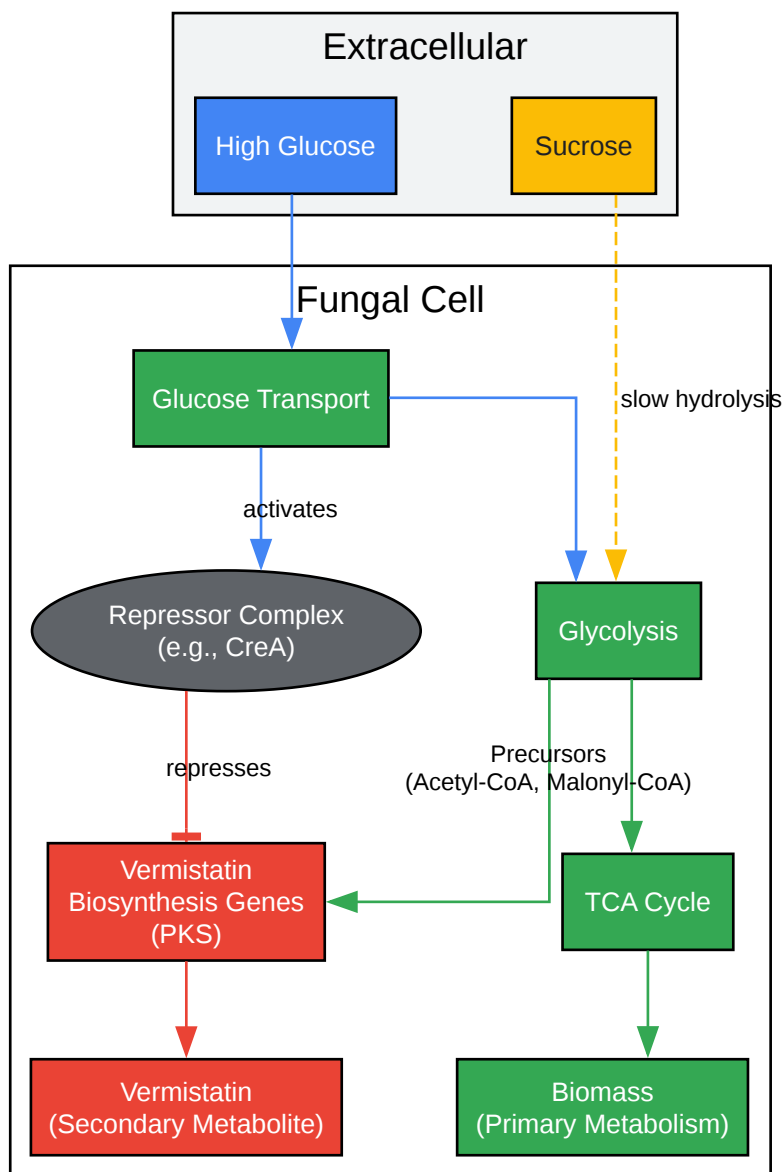 Extracellular
High Glucose
Sucrose
Fungal Cell
Glucose Transport
slow hydrolysis
activates
Repressor Complex
(e.g., CreA)
Glycolysis
represses
Precursors
(Acetyl-CoA, Malonyl-CoA)
Vermistatin
Biosynthesis Genes
(PKS)
TCA Cycle
Vermistatin
(Secondary Metabolite)
Biomass
(Primary Metabolism)